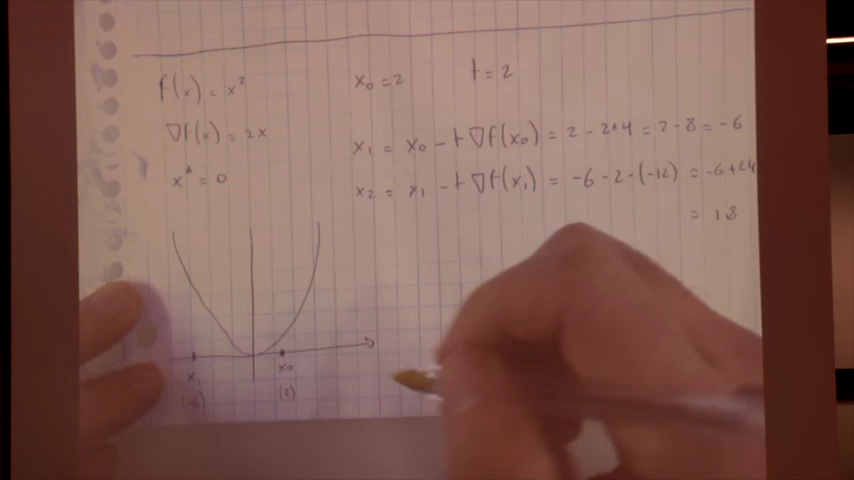 f(x) = x²
x₀ = 2
t = 2
∇f(x) = 2x
x₁ = x₀ - t ∇f(x₀) = 2 - 2•4 = 2 - 8 = -6
x* = 0
x₂ = x₁ - t ∇f(x₁) = -6 - 2·(-12) = -6+24
= 18
x₁
x₀
(-6)
(2)